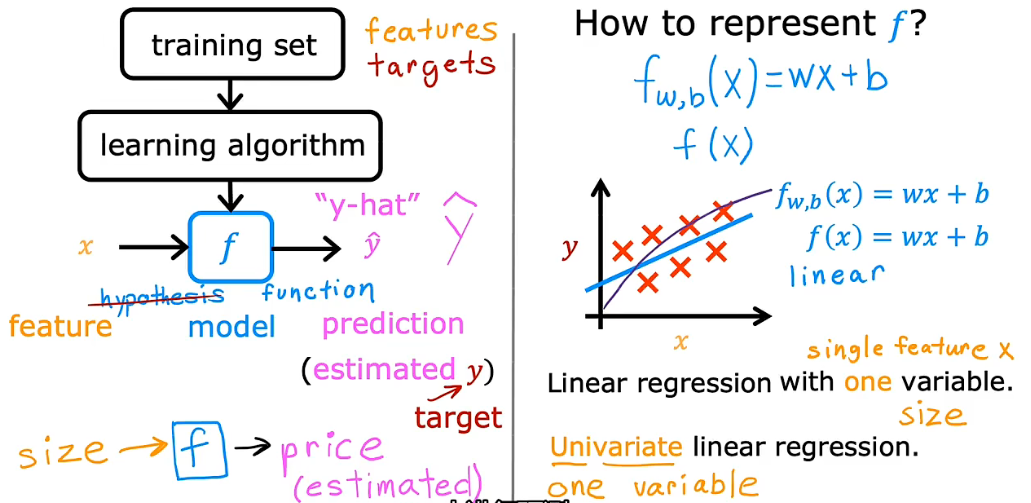 training set
features
targets
learning algorithm
"y-hat"
ŷ
x
f
ŷ
hypothesis
function
feature
model
prediction
(estimated y)
target
size → f → price
(estimated)
How to represent f?
f_{w,b}(x) = wx + b
f(x)
f_{w,b}(x) = wx + b
f(x) = wx + b
linear
y
x
single feature x
Linear regression with one variable.
size
Univariate linear regression.
one variable